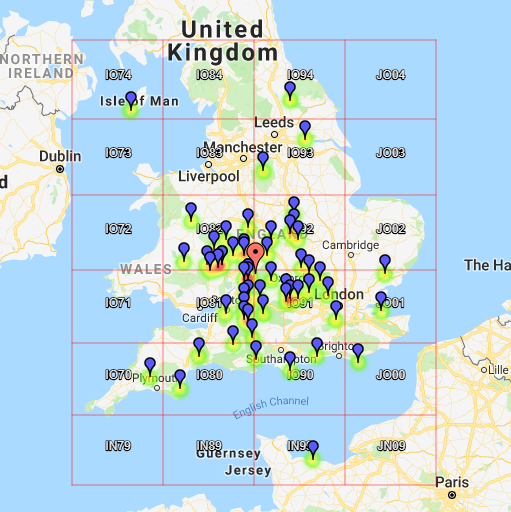 United
Kingdom
NORTHERN
IRELAND
IO74
IO84
IO94
JO04
Isle of Man
Leeds
Manchester
Dublin
IO73
IO83
IO93
JO03
Liverpool
IO72
IO82
IO92
JO02
ENGLAND
Cambridge
WALES
The Ha
Oxford
London
IO71
IO81
IO91
JO01
Cardiff
Brighton
Southampton
Plymouth
IO70
IO80
IO90
JO00
Lille
English Channel
Guernsey
IN79
IN89
IN99
JN09
Jersey
Paris